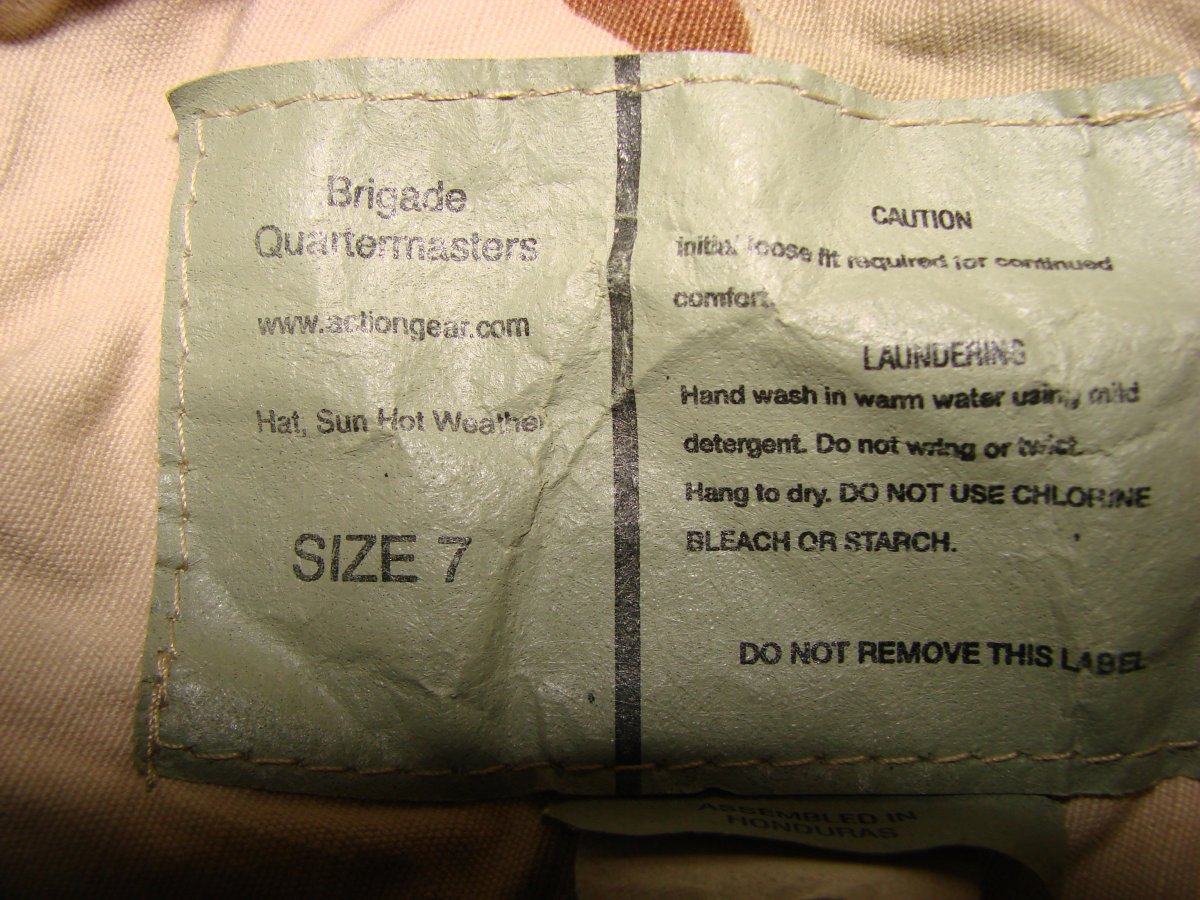 Brigade
Quartermasters
www.actiongear.com
Hat, Sun Hot Weather
SIZE 7
CAUTION
initial loose fit required for continued
comfort.
LAUNDERING
Hand wash in warm water using mild
detergent. Do not wring or twist.
Hang to dry. DO NOT USE CHLORINE
BLEACH OR STARCH.
DO NOT REMOVE THIS LABEL
ASSEMBLED IN
HONDURAS